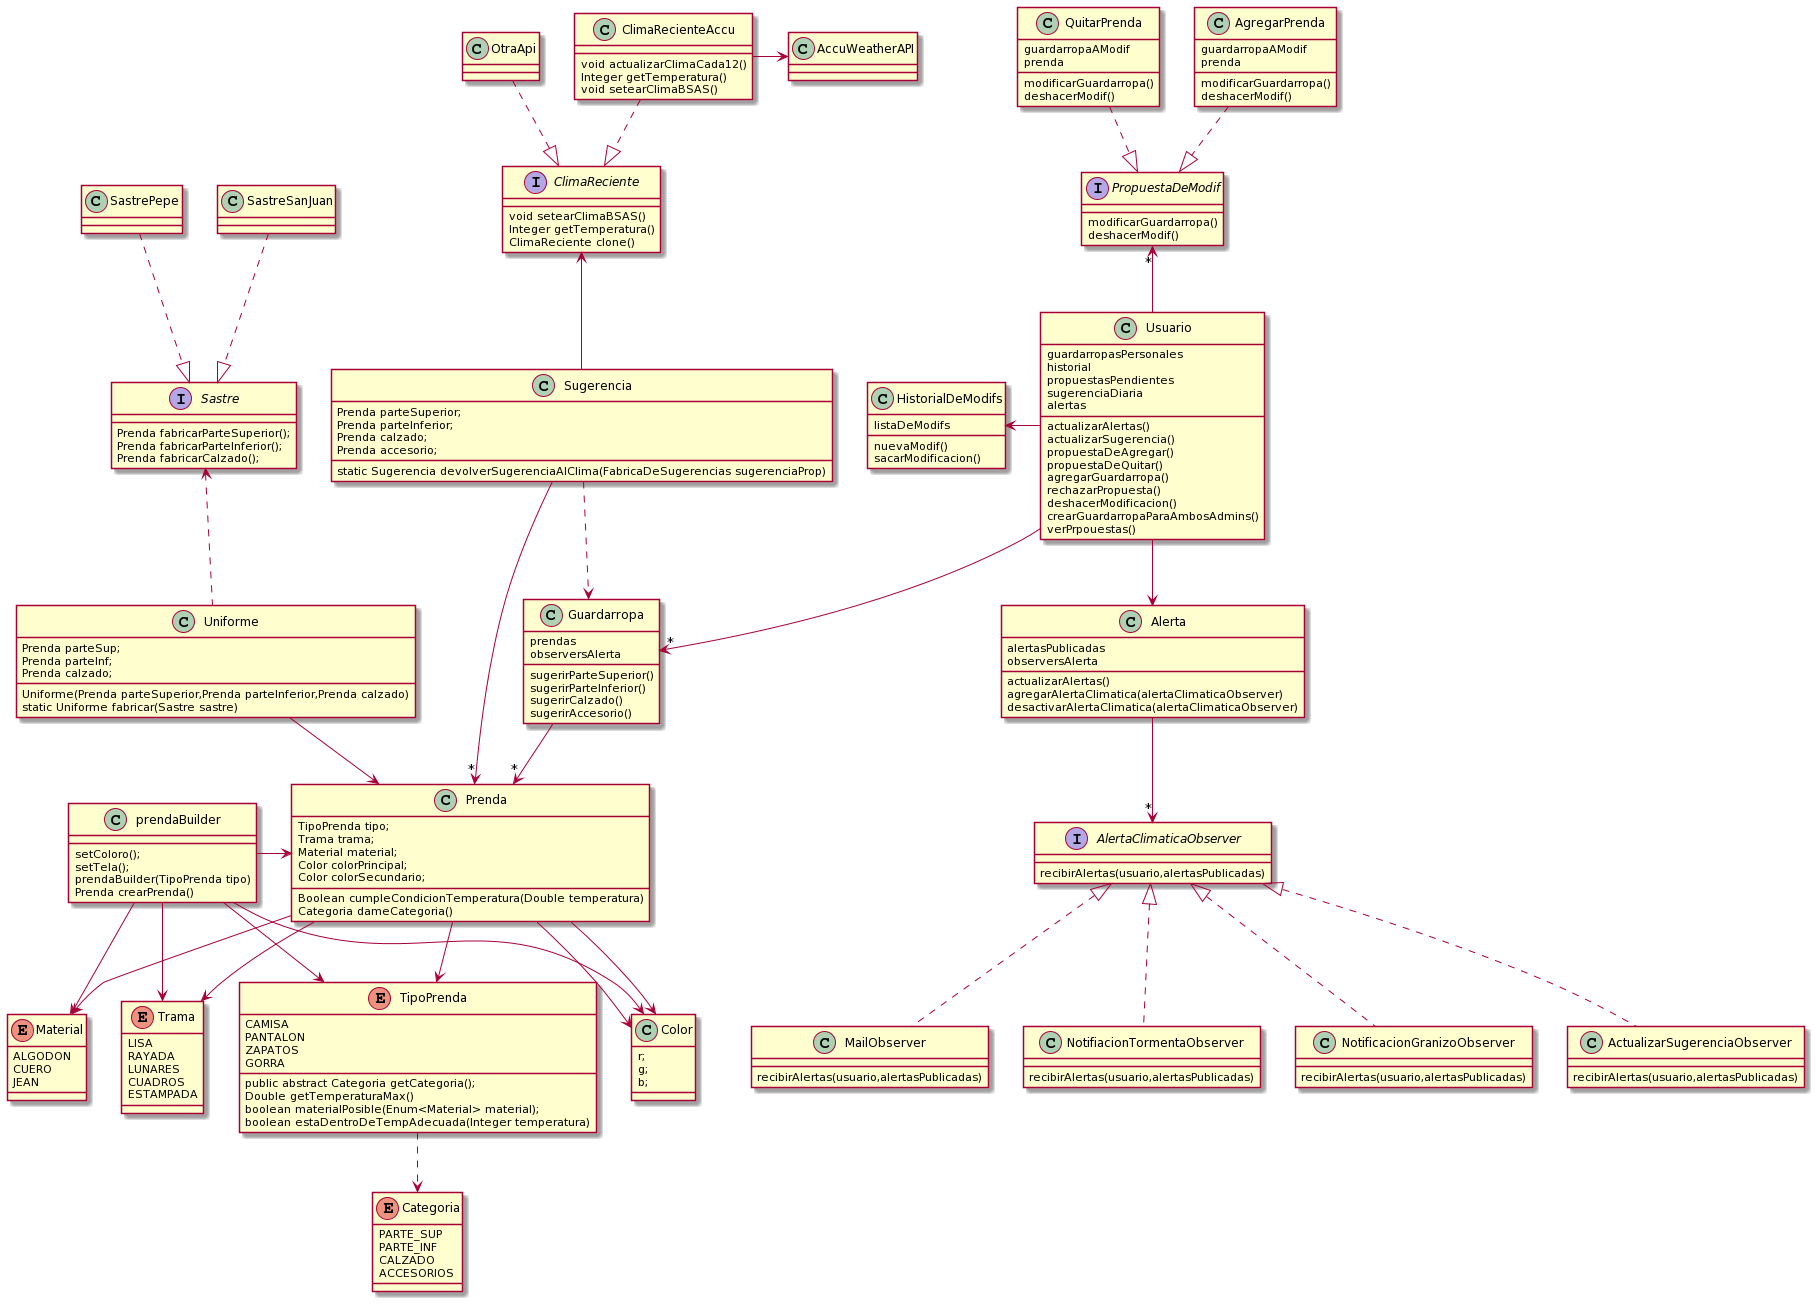 C OtraApi
C ClimaRecienteAccu
void actualizarClimaCada12()
Integer getTemperatura()
void setearClimaBSAS()
C AccuWeatherAPI
C QuitarPrenda
guardarropaAModif
prenda
modificarGuardarropa()
deshacerModif()
C AgregarPrenda
guardarropaAModif
prenda
modificarGuardarropa()
deshacerModif()
C SastrePepe
C SastreSanJuan
I ClimaReciente
void setearClimaBSAS()
Integer getTemperatura()
ClimaReciente clone()
I PropuestaDeModif
modificarGuardarropa()
deshacerModif()
*
I Sastre
Prenda fabricarParteSuperior();
Prenda fabricarParteInferior();
Prenda fabricarCalzado();
C Sugerencia
Prenda parteSuperior;
Prenda parteInferior;
Prenda calzado;
Prenda accesorio;
static Sugerencia devolverSugerenciaAlClima(FabricaDeSugerencias sugerenciaProp)
C HistorialDeModifs
listaDeModifs
nuevaModif()
sacarModificacion()
C Usuario
guardarropasPersonales
historial
propuestasPendientes
sugerenciaDiaria
alertas
actualizarAlertas()
actualizarSugerencia()
propuestaDeAgregar()
propuestaDeQuitar()
agregarGuardarropa()
rechazarPropuesta()
deshacerModificacion()
crearGuardarropaParaAmbosAdmins()
verPrpouestas()
C Uniforme
Prenda parteSup;
Prenda parteInf;
Prenda calzado;
Uniforme(Prenda parteSuperior,Prenda parteInferior,Prenda calzado)
static Uniforme fabricar(Sastre sastre)
C Guardarropa
prendas
observersAlerta
sugerirParteSuperior()
sugerirParteInferior()
sugerirCalzado()
sugerirAccesorio()
*
C Alerta
alertasPublicadas
observersAlerta
actualizarAlertas()
agregarAlertaClimatica(alertaClimaticaObserver)
desactivarAlertaClimatica(alertaClimaticaObserver)
*
*
*
C prendaBuilder
setColoro();
setTela();
prendaBuilder(TipoPrenda tipo)
Prenda crearPrenda()
C Prenda
TipoPrenda tipo;
Trama trama;
Material material;
Color colorPrincipal;
Color colorSecundario;
Boolean cumpleCondicionTemperatura(Double temperatura)
Categoria dameCategoria()
I AlertaClimaticaObserver
recibirAlertas(usuario,alertasPublicadas)
E Material
ALGODON
CUERO
JEAN
E Trama
LISA
RAYADA
LUNARES
CUADROS
ESTAMPADA
E TipoPrenda
CAMISA
PANTALON
ZAPATOS
GORRA
public abstract Categoria getCategoria();
Double getTemperaturaMax()
boolean materialPosible(Enum<Material> material);
boolean estaDentroDeTempAdecuada(Integer temperatura)
C Color
r;
g;
b;
C MailObserver
recibirAlertas(usuario,alertasPublicadas)
C NotifiacionTormentaObserver
recibirAlertas(usuario,alertasPublicadas)
C NotificacionGranizoObserver
recibirAlertas(usuario,alertasPublicadas)
C ActualizarSugerenciaObserver
recibirAlertas(usuario,alertasPublicadas)
E Categoria
PARTE_SUP
PARTE_INF
CALZADO
ACCESORIOS